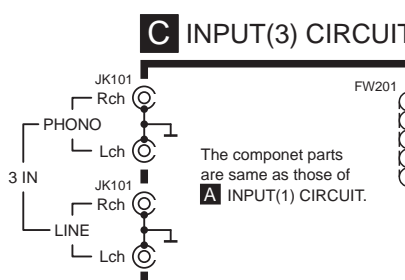 C INPUT(3) CIRCUIT
JK101
Rch
PHONO
Lch
3 IN
JK101
Rch
LINE
Lch
FW201
The componet parts
are same as those of
A INPUT(1) CIRCUIT.